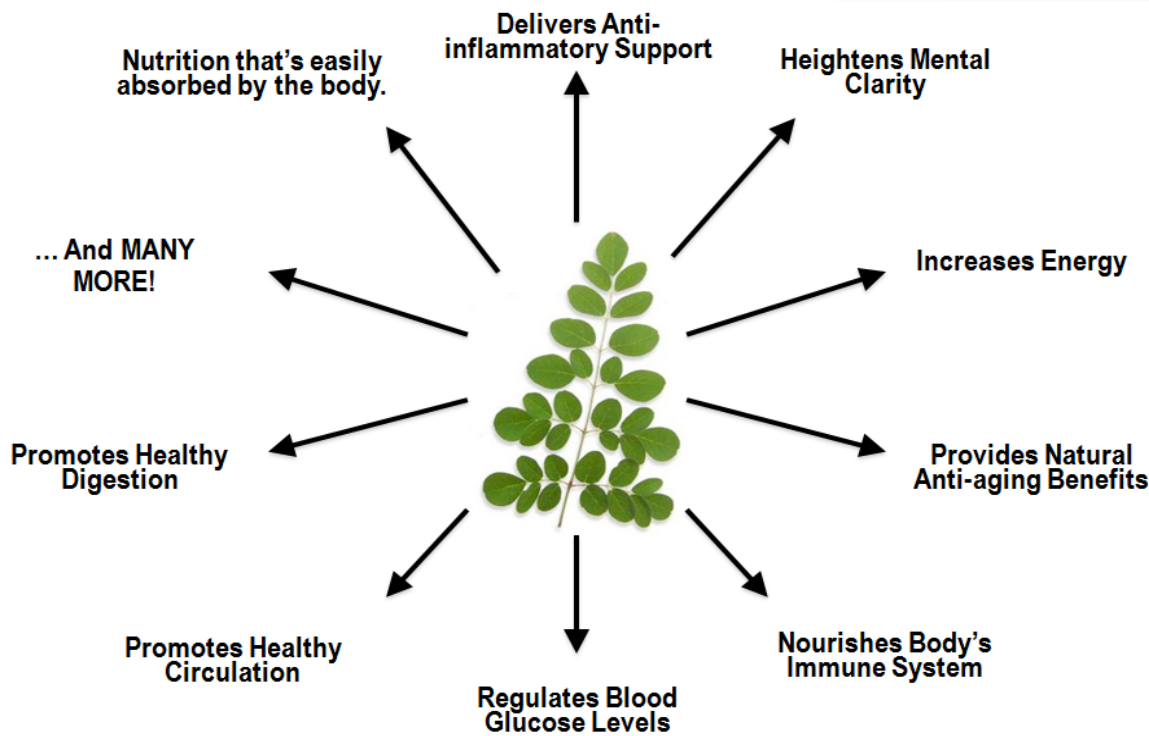 Delivers Anti-
inflammatory Support
Heightens Mental
Clarity
Increases Energy
Provides Natural
Anti-aging Benefits
Nourishes Body’s
Immune System
Regulates Blood
Glucose Levels
Promotes Healthy
Circulation
Promotes Healthy
Digestion
... And MANY
MORE!
Nutrition that’s easily
absorbed by the body.